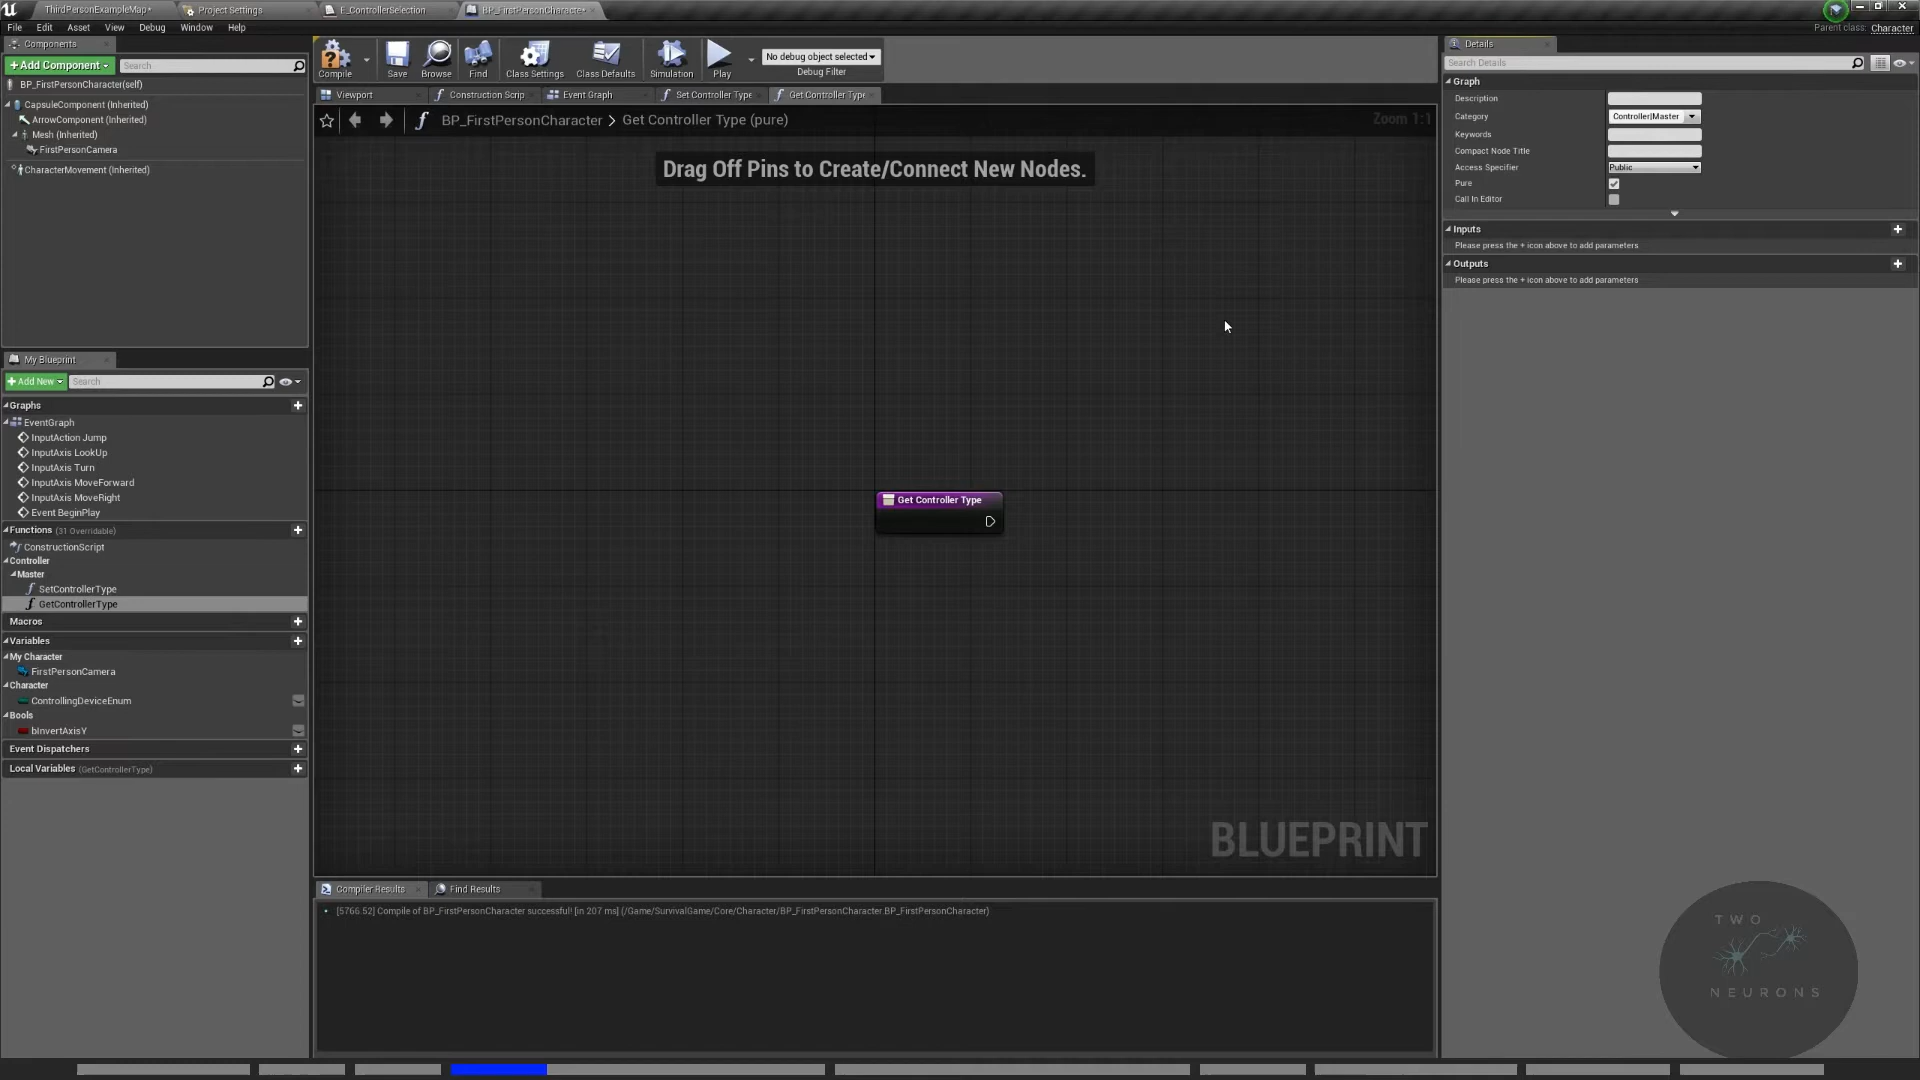 ThirdPersonExampleMap*
Project Settings
E_ControllerSelection
BP_FirstPersonCharacter*
File Edit Asset View Debug Window Help
Parent class: Character
Components
+Add Component
Search
BP_FirstPersonCharacter(self)
CapsuleComponent (Inherited)
ArrowComponent (Inherited)
Mesh (Inherited)
FirstPersonCamera
CharacterMovement (Inherited)
Compile
Save
Browse
Find
Class Settings
Class Defaults
Simulation
Play
No debug object selected
Debug Filter
Viewport
Construction Scrip
Event Graph
Set Controller Type
Get Controller Type
BP_FirstPersonCharacter > Get Controller Type (pure)
Zoom 1:1
Drag Off Pins to Create/Connect New Nodes.
Get Controller Type
BLUEPRINT
My Blueprint
+Add New
Search
Graphs
EventGraph
InputAction Jump
InputAxis LookUp
InputAxis Turn
InputAxis MoveForward
InputAxis MoveRight
Event BeginPlay
Functions (31 Overridable)
ConstructionScript
Controller
Master
SetControllerType
GetControllerType
Macros
Variables
My Character
FirstPersonCamera
Character
ControllingDeviceEnum
Bools
bInvertAxisY
Event Dispatchers
Local Variables (GetControllerType)
Compiler Results
Find Results
[5766.52] Compile of BP_FirstPersonCharacter successful! [in 207 ms] (/Game/SurvivalGame/Core/Character/BP_FirstPersonCharacter.BP_FirstPersonCharacter)
Details
Search Details
Graph
Description
Category
Controller|Master
Keywords
Compact Node Title
Access Specifier
Public
Pure
Call In Editor
Inputs
Please press the + icon above to add parameters
Outputs
Please press the + icon above to add parameters
TWO
NEURONS